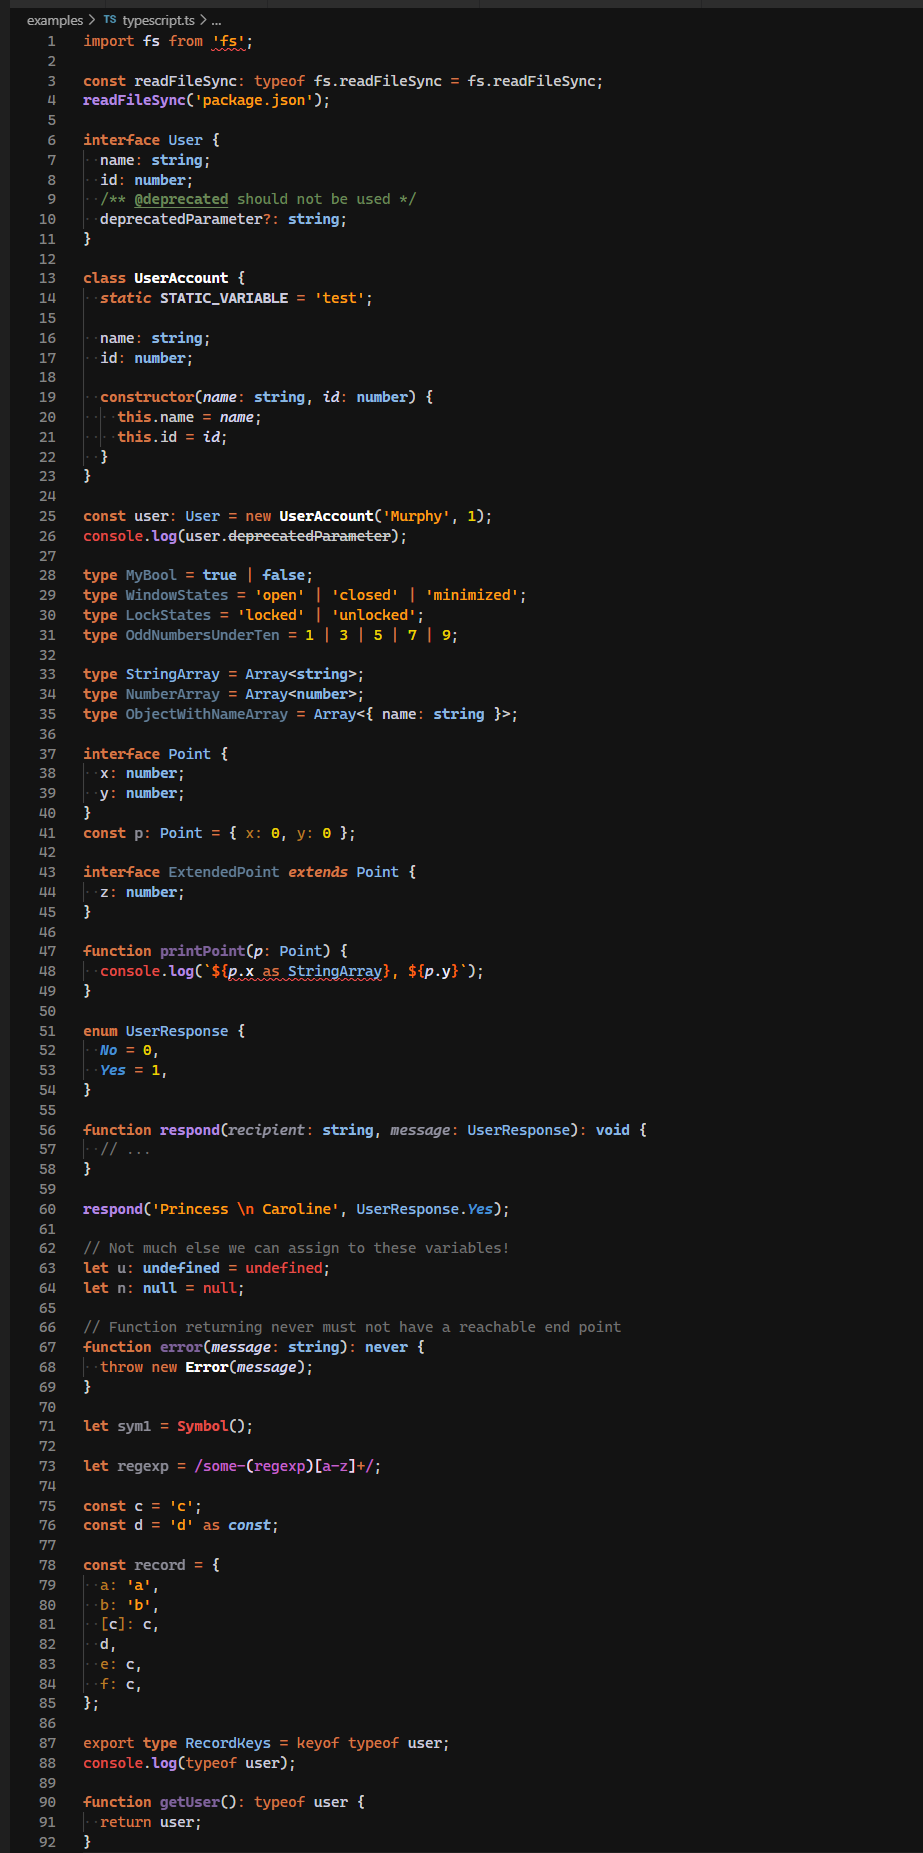 examples > TS typescript.ts > ...
1 import fs from 'fs';
2
3 const readFileSync: typeof fs.readFileSync = fs.readFileSync;
4 readFileSync('package.json');
5
6 interface User {
7 name: string;
8 id: number;
9 /** @deprecated should not be used */
10 deprecatedParameter?: string;
11 }
12
13 class UserAccount {
14 static STATIC_VARIABLE = 'test';
15
16 name: string;
17 id: number;
18
19 constructor(name: string, id: number) {
20 this.name = name;
21 this.id = id;
22 }
23 }
24
25 const user: User = new UserAccount('Murphy', 1);
26 console.log(user.deprecatedParameter);
27
28 type MyBool = true | false;
29 type WindowStates = 'open' | 'closed' | 'minimized';
30 type LockStates = 'locked' | 'unlocked';
31 type OddNumbersUnderTen = 1 | 3 | 5 | 7 | 9;
32
33 type StringArray = Array<string>;
34 type NumberArray = Array<number>;
35 type ObjectWithNameArray = Array<{ name: string }>;
36
37 interface Point {
38 x: number;
39 y: number;
40 }
41 const p: Point = { x: 0, y: 0 };
42
43 interface ExtendedPoint extends Point {
44 z: number;
45 }
46
47 function printPoint(p: Point) {
48 console.log(`${p.x as StringArray}, ${p.y}`);
49 }
50
51 enum UserResponse {
52 No = 0,
53 Yes = 1,
54 }
55
56 function respond(recipient: string, message: UserResponse): void {
57 // ...
58 }
59
60 respond('Princess \n Caroline', UserResponse.Yes);
61
62 // Not much else we can assign to these variables!
63 let u: undefined = undefined;
64 let n: null = null;
65
66 // Function returning never must not have a reachable end point
67 function error(message: string): never {
68 throw new Error(message);
69 }
70
71 let sym1 = Symbol();
72
73 let regexp = /some-(regexp)[a-z]+/;
74
75 const c = 'c';
76 const d = 'd' as const;
77
78 const record = {
79 a: 'a',
80 b: 'b',
81 [c]: c,
82 d,
83 e: c,
84 f: c,
85 };
86
87 export type RecordKeys = keyof typeof user;
88 console.log(typeof user);
89
90 function getUser(): typeof user {
91 return user;
92 }